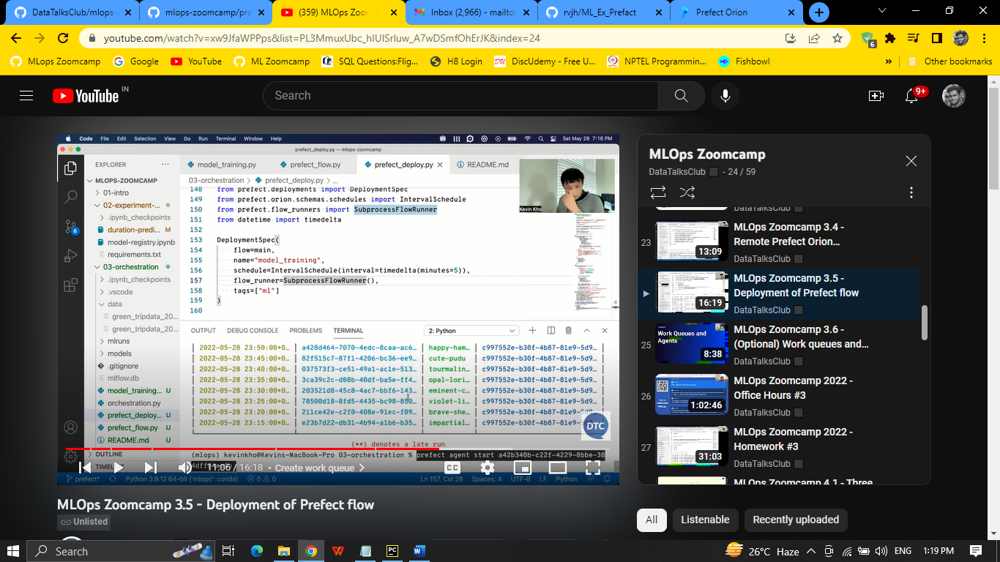 DataTalksClub/mlops-
mlops-zoomcamp/pre
(359) MLOps Zoo
Inbox (2,966) - mailto
rvjh/ML_Ex_Prefact
Prefect Orion
youtube.com/watch?v=xw9JfaWPPps&list=PL3MmuxUbc_hIUISrluw_A7wDSmfOhErJK&index=24
6
MLops Zoomcamp
Google
YouTube
ML Zoomcamp
SQL Questions:Flig...
H8 Login
DiscUdemy - Free U...
NPTEL Programmin...
Fishbowl
»
Other bookmarks
YouTube IN
Search
9+
Code File Edit Selection View Go Run Terminal Window Help
Sat May 28 7:16 PM
prefect_deploy.py — mlops-zoomcamp
EXPLORER ...
MLOPS-ZOOMCAMP
01-intro
02-experiment-...
.ipynb_checkpoints
duration-predi... M
model-registry.ipynb
requirements.txt
03-orchestration
.ipynb_checkpoints
.vscode
data
green_tripdata_20...
green_tripdata_20...
mlruns
models
.gitignore
mlflow.db
model_training... U
orchestration.py
prefect_deploy... U
prefect_flow.py U
README.md U
OUTLINE
TIMELI
6
model_training.py
prefect_flow.py
prefect_deploy.py
README.md
03-orchestration > prefect_deploy.py > ...
148 from prefect.deployments import DeploymentSpec
149 from prefect.orion.schemas.schedules import IntervalSchedule
150 from prefect.flow_runners import SubprocessFlowRunner
151 from datetime import timedelta
152
153 DeploymentSpec(
154 flow=main,
155 name="model_training",
156 schedule=IntervalSchedule(interval=timedelta(minutes=5)),
157 flow_runner=SubprocessFlowRunner(),
158 tags=["ml"]
159 )
160
Kevin Kho
OUTPUT DEBUG CONSOLE PROBLEMS TERMINAL
2: Python
2022-05-28 23:50:00+0… | a428d464-7070-4edc-8caa-ac6… | happy-ham… | c997552e-b30f-4b87-81e9-5d9…
2022-05-28 23:45:00+0… | 82f515c7-87f1-4206-bc36-ee9… | cute-pudu | c997552e-b30f-4b87-81e9-5d9…
2022-05-28 23:40:00+0… | 037573f3-ce51-49a1-ac1e-513… | tourmalin… | c997552e-b30f-4b87-81e9-5d9…
2022-05-28 23:35:00+0… | 3ca39c2c-d88b-40df-ba5e-ff4… | opal-lori… | c997552e-b30f-4b87-81e9-5d9…
2022-05-28 23:30:00+0… | 203521d8-45c8-4ac7-bbf6-143… | eminent-c… | c997552e-b30f-4b87-81e9-5d9…
2022-05-28 23:25:00+0… | 78500d18-8fd5-4435-bc98-890… | violet-li… | c997552e-b30f-4b87-81e9-5d9…
2022-05-28 23:20:00+0… | 211ce42e-c2f0-408e-91ec-f09… | brave-she… | c997552e-b30f-4b87-81e9-5d9…
2022-05-28 23:15:00+0… | e23b7d22-db31-4b94-a1b6-b35… | impartial… | c997552e-b30f-4b87-81e9-5d9…
DTC
(**) denotes a late run
(mlops) kevinkho@Kevins-MacBook-Pro 03-orchestration % prefect agent start a42b340b-c22f-4229-8bbe-38
11:06 / 16:18 • Create work queue
CC
prefect* Python 3.9.12 64-bit ('mlops': conda) 0 0 Ln 157, Col 28 Spaces: 4 UTF-8 LF Python
MLOps Zoomcamp 3.5 - Deployment of Prefect flow
Unlisted
MLOps Zoomcamp
DataTalksClub - 24 / 59
23
13:09
MLOps Zoomcamp 3.4 -
Remote Prefect Orion...
DataTalksClub
16:19
MLOps Zoomcamp 3.5 -
Deployment of Prefect flow
DataTalksClub
25
Work Queues and
Agents
8:38
MLOps Zoomcamp 3.6 -
(Optional) Work queues and...
DataTalksClub
26
1:02:46
MLOps Zoomcamp 2022 -
Office Hours #3
DataTalksClub
27
31:03
MLOps Zoomcamp 2022 -
Homework #3
DataTalksClub
MLOps Zoomcamp 4.1 - Three
All
Listenable
Recently uploaded
Search
26°C Haze
ENG
1:19 PM